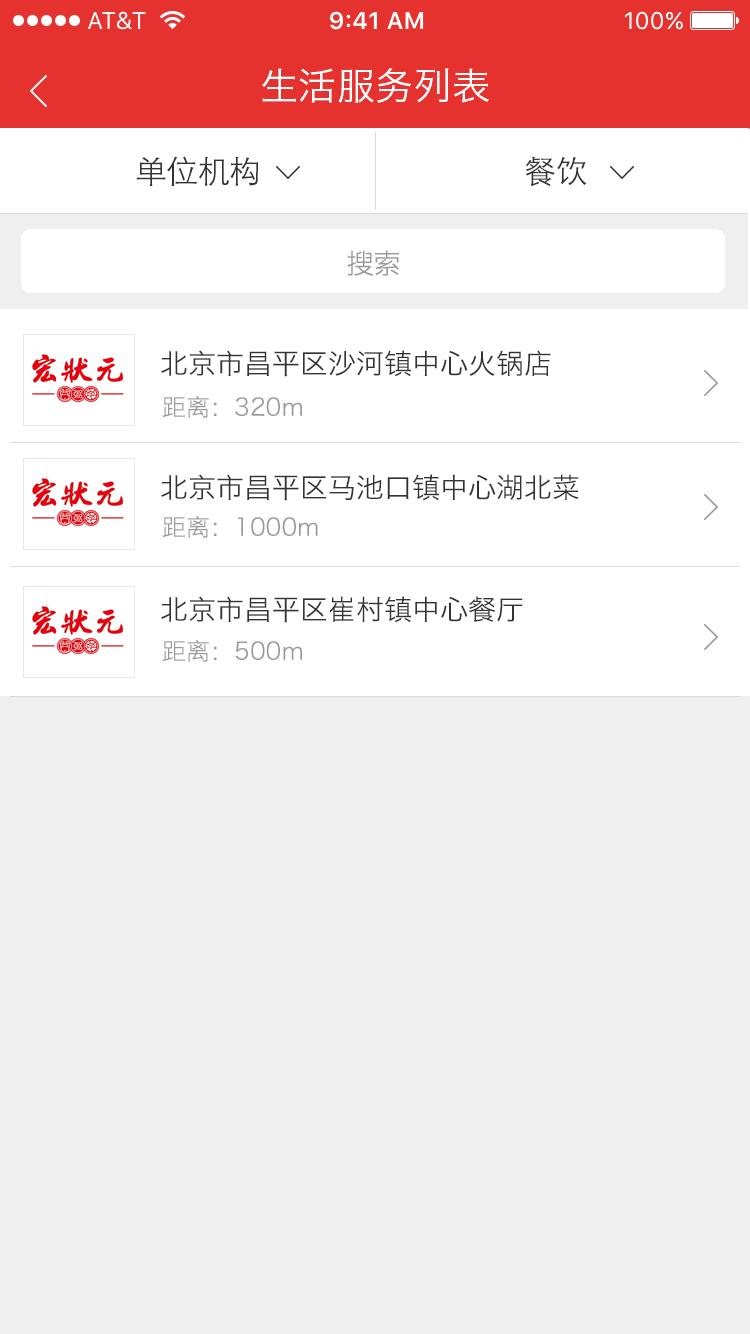 AT&T 9:41 AM 100%
生活服务列表
单位机构 餐饮
搜索
宏状元
北京市昌平区沙河镇中心火锅店
距离：320m
宏状元
北京市昌平区马池口镇中心湖北菜
距离：1000m
宏状元
北京市昌平区崔村镇中心餐厅
距离：500m